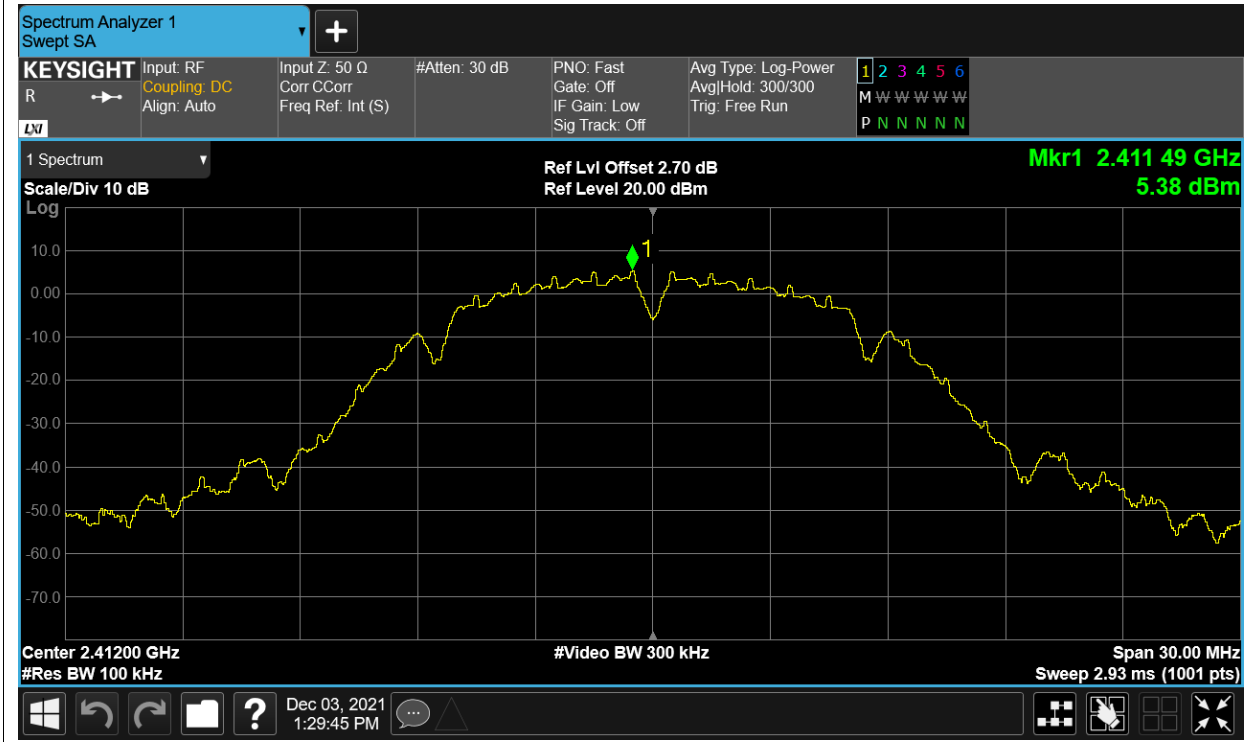 Spectrum Analyzer 1
Swept SA
KEYSIGHT
R
LXI
Input: RF
Coupling: DC
Align: Auto
Input Z: 50 Ω
Corr CCorr
Freq Ref: Int (S)
#Atten: 30 dB
PNO: Fast
Gate: Off
IF Gain: Low
Sig Track: Off
Avg Type: Log-Power
Avg|Hold: 300/300
Trig: Free Run
1 2 3 4 5 6
M W W W W W W
P N N N N N N
1 Spectrum
Scale/Div 10 dB
Log
Ref Lvl Offset 2.70 dB
Ref Level 20.00 dBm
Mkr1 2.411 49 GHz
5.38 dBm
1
10.0
0.00
-10.0
-20.0
-30.0
-40.0
-50.0
-60.0
-70.0
Center 2.41200 GHz
#Res BW 100 kHz
#Video BW 300 kHz
Span 30.00 MHz
Sweep 2.93 ms (1001 pts)
?
Dec 03, 2021
1:29:45 PM